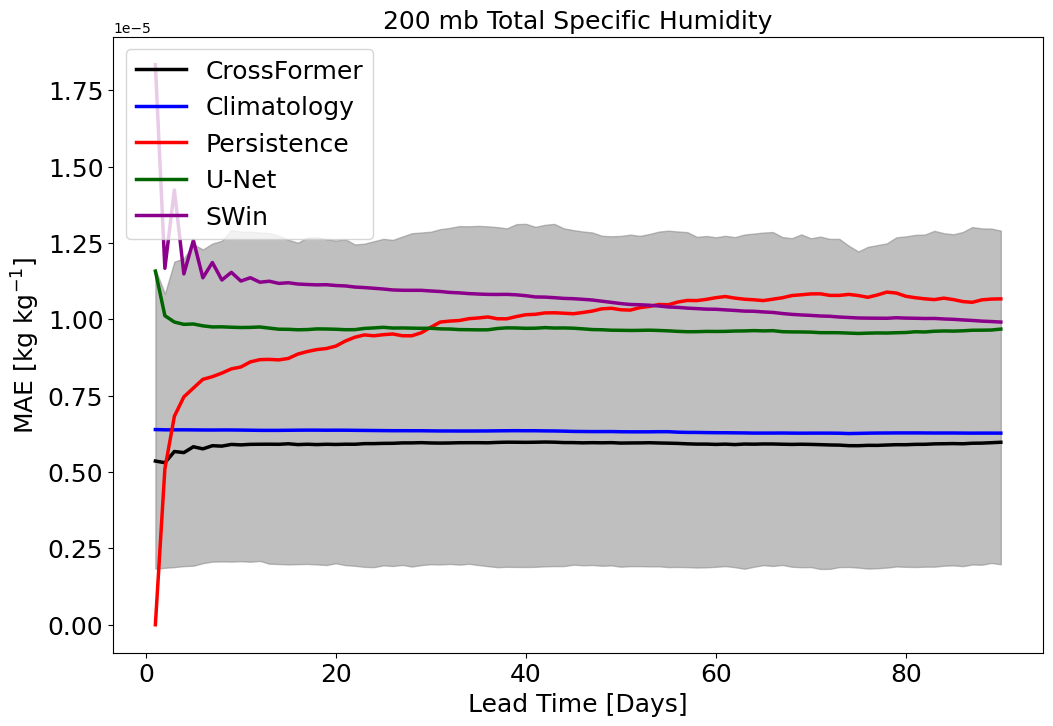 200 mb Total Specific Humidity
1e−5
CrossFormer
Climatology
Persistence
U-Net
SWin
MAE [kg kg⁻¹]
1.75
1.50
1.25
1.00
0.75
0.50
0.25
0.00
0 20 40 60 80
Lead Time [Days]